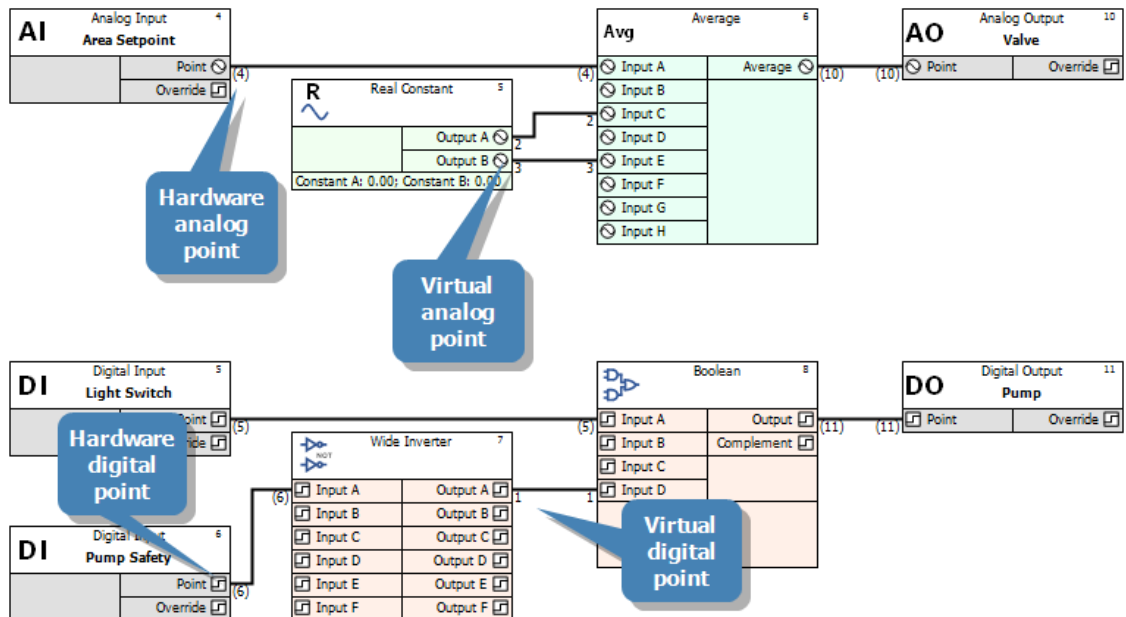 AI
Analog Input 4
Area Setpoint
Point
Override
(4)
R
Real Constant 5
Output A
Output B
Constant A: 0.00; Constant B: 0.00
2
3
(4)
2
3
Avg
Average 6
Input A
Average
Input B
Input C
Input D
Input E
Input F
Input G
Input H
(10)
(10)
AO
Analog Output 10
Valve
Point
Override
Hardware
analog
point
Virtual
analog
point
DI
Digital Input 5
Light Switch
(5)
Hardware
digital
point
DI
6
Pump Safety
Point
Override
(6)
(6)
Wide Inverter 7
NOT
Input A
Output A
Input B
Output B
Input C
Output C
Input D
Output D
Input E
Output E
Input F
Output F
1
1
(5)
Boolean 8
Input A
Output
Input B
Complement
Input C
Input D
(11)
(11)
Virtual
digital
point
DO
Digital Output 11
Pump
Point
Override